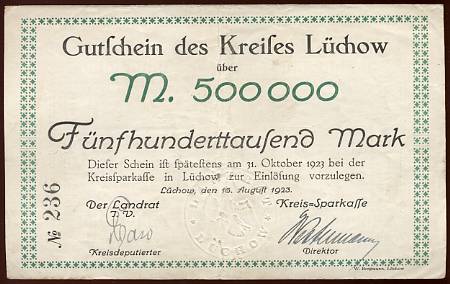 Gutſchein des Kreiſes Lüchow
über
M. 500000
Fünfhunderttauſend Mark
Dieſer Schein iſt ſpäteſtens am 31. Oktober 1923 bei der
Kreisſparkaſſe in Lüchow zur Einlöſung vorzulegen.
Lüchow, den 15. Auguſt 1923.
Der Landrat
J. V.
Kreisdeputierter
Kreis=Sparkaſſe
Direktor
№ 236
LÜCHOW
W. Bergmann, Lüchow